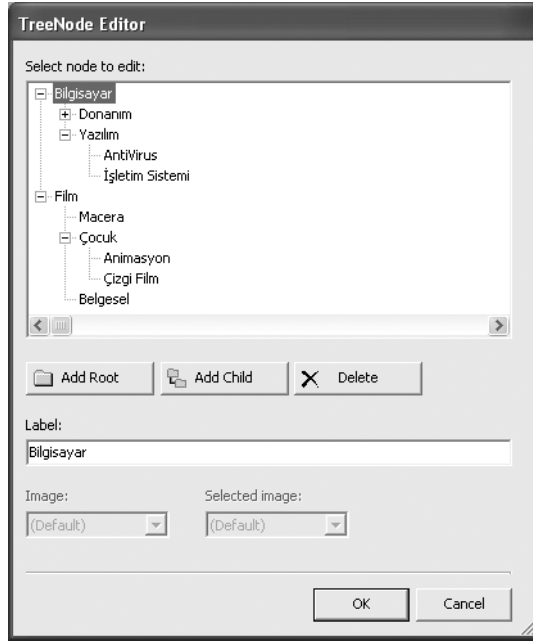 TreeNode Editor
Select node to edit:
Bilgisayar
Donanım
Yazılım
AntiVirus
İşletim Sistemi
Film
Macera
Çocuk
Animasyon
Çizgi Film
Belgesel
Add Root Add Child Delete
Label:
Bilgisayar
Image: Selected image:
(Default) (Default)
OK Cancel